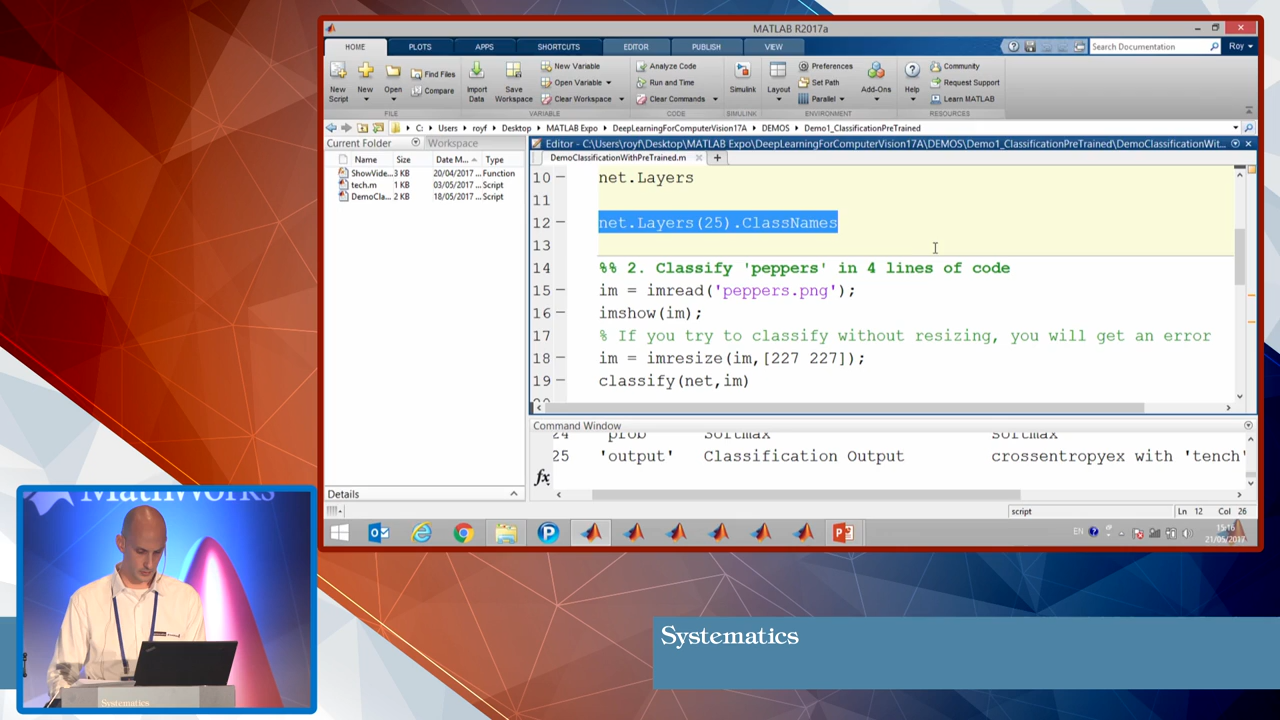 MATLAB R2017a
HOME PLOTS APPS SHORTCUTS EDITOR PUBLISH VIEW
Search Documentation
Roy
New Script
New
Open
Find Files
Compare
Import Data
Save Workspace
New Variable
Open Variable
Clear Workspace
Analyze Code
Run and Time
Clear Commands
Simulink
Layout
Preferences
Set Path
Parallel
Add-Ons
Help
Community
Request Support
Learn MATLAB
FILE VARIABLE CODE SIMULINK ENVIRONMENT RESOURCES
C: Users royf Desktop MATLAB Expo DeepLearningForComputerVision17A DEMOS Demo1_ClassificationPreTrained
Current Folder Workspace
Name Size Date M... Type
ShowVide... 3 KB 20/04/2017 ... Function
tech.m 1 KB 03/05/2017 ... Script
DemoCla... 2 KB 18/05/2017 ... Script
Details
Editor - C:\Users\royf\Desktop\MATLAB Expo\DeepLearningForComputerVision17A\DEMOS\Demo1_ClassificationPreTrained\DemoClassificationWit...
DemoClassificationWithPreTrained.m
10 net.Layers
11
12 net.Layers(25).ClassNames
13
14 %% 2. Classify 'peppers' in 4 lines of code
15 im = imread('peppers.png');
16 imshow(im);
17 % If you try to classify without resizing, you will get an error
18 im = imresize(im,[227 227]);
19 classify(net,im)
Command Window
24 'prob' Softmax softmax
25 'output' Classification Output crossentropyex with 'tench'
fx
script Ln 12 Col 26
EN
15:16
21/05/2017
MathWorks
Systematics
Systematics